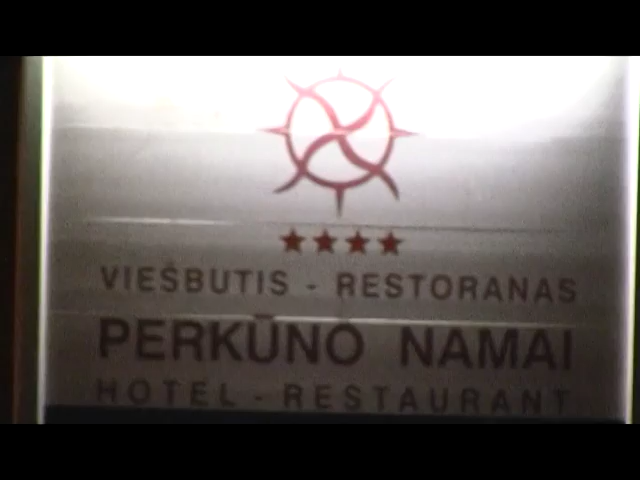 VIEŠBUTIS - RESTORANAS
PERKŪNO NAMAI
HOTEL - RESTAURANT